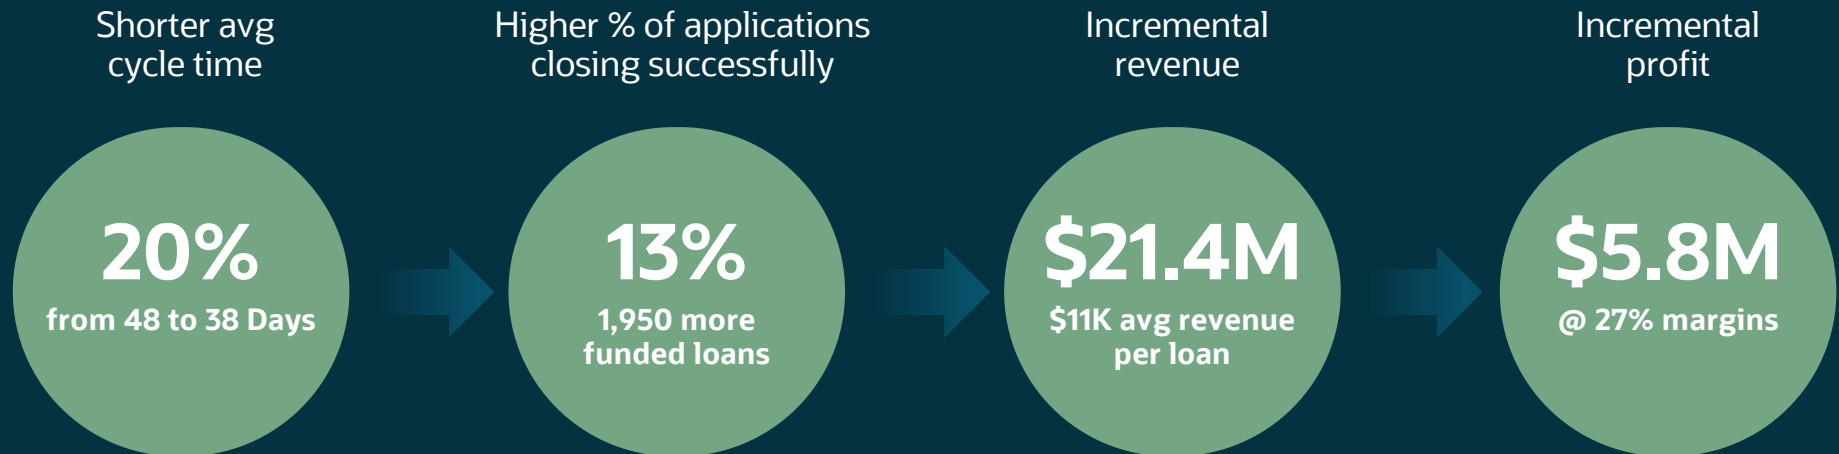 Shorter avg
cycle time
20%
from 48 to 38 Days
Higher % of applications
closing successfully
13%
1,950 more
funded loans
Incremental
revenue
$21.4M
$11K avg revenue
per loan
Incremental
profit
$5.8M
@ 27% margins